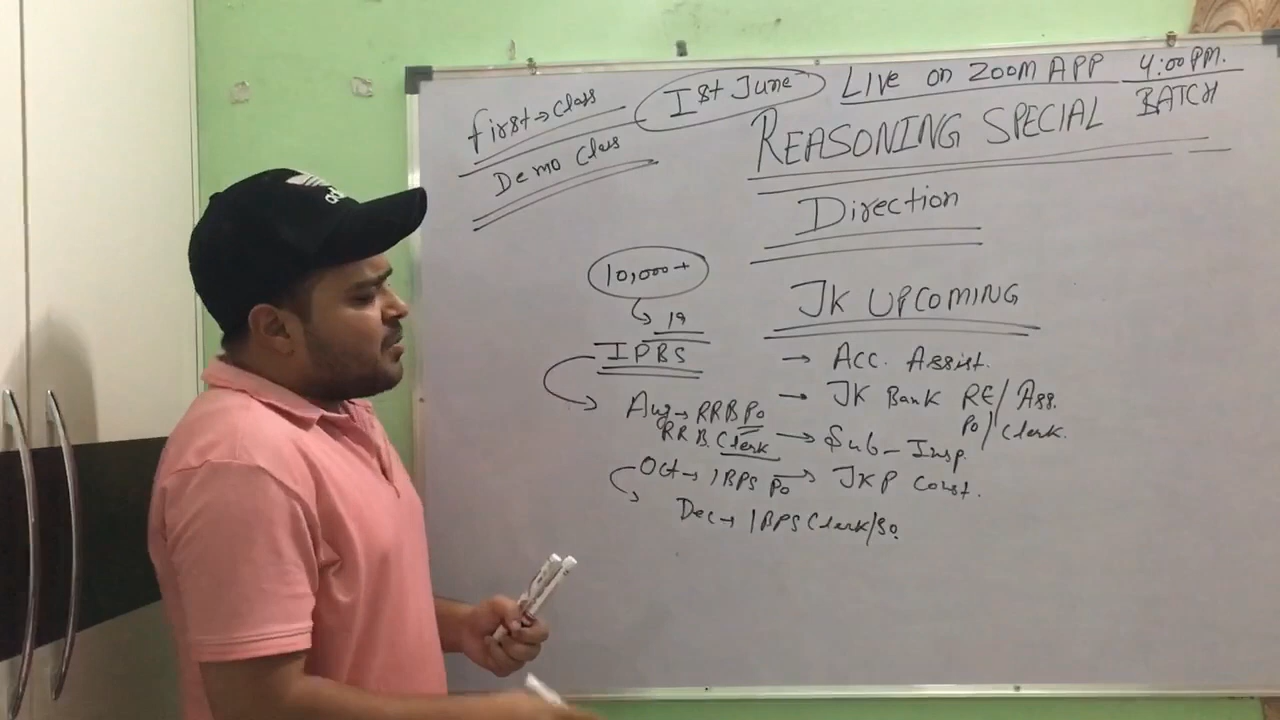 First → Class
Demo Class
Ist June
LIVE ON ZOOM APP 4:00 PM.
REASONING SPECIAL BATCH
Direction
10,000+
19
IPBS
Aug → RRB PO
RRB Clerk
Oct → IBPS PO
Dec → IBPS Clerk/SO
JK UPCOMING
→ Acc. Assist.
→ JK Bank RE/Ass.
PO/Clerk.
→ Sub-Insp.
→ JKP Const.